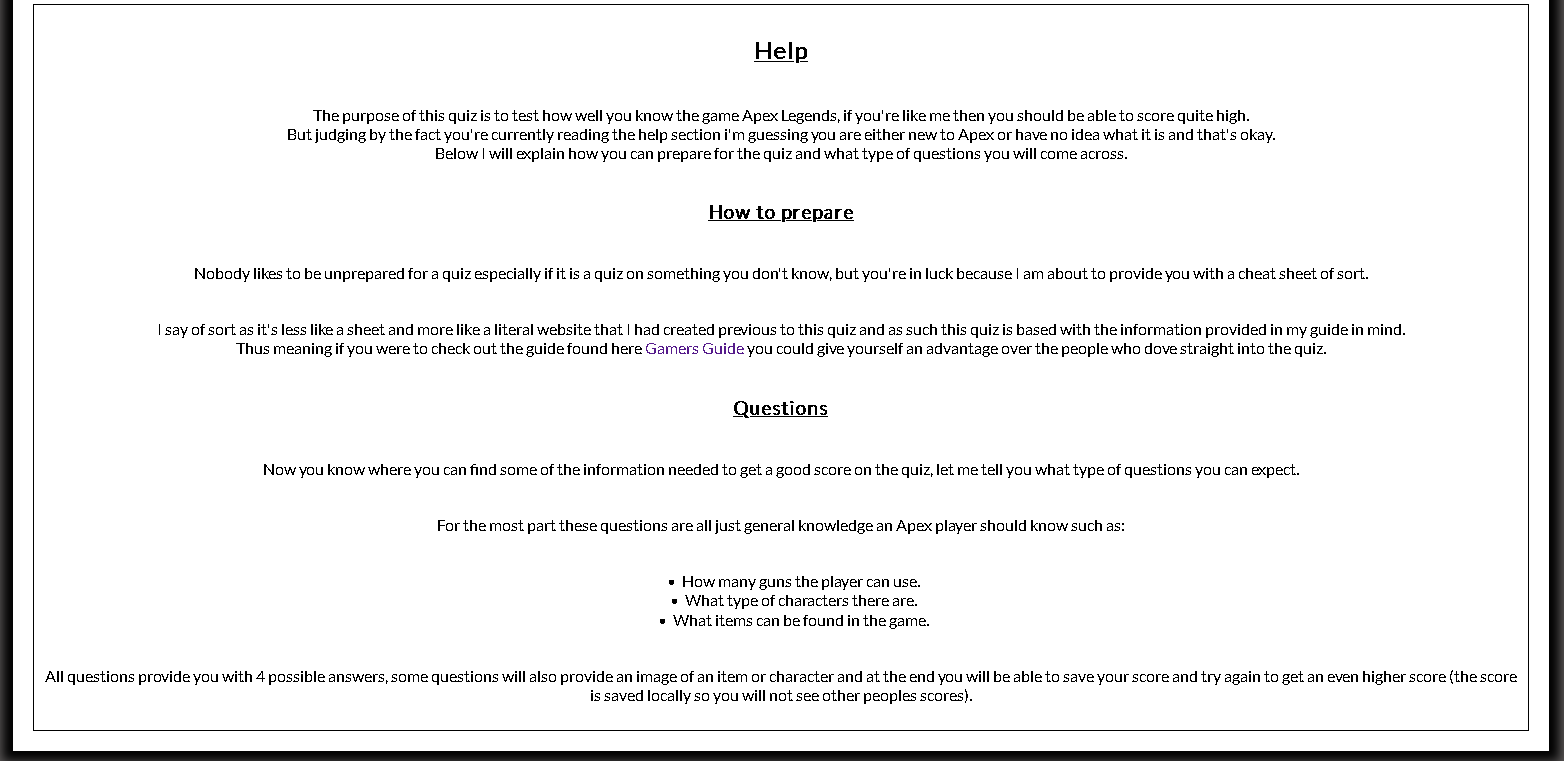 Help
The purpose of this quiz is to test how well you know the game Apex Legends, if you're like me then you should be able to score quite high.
But judging by the fact you're currently reading the help section i'm guessing you are either new to Apex or have no idea what it is and that's okay.
Below I will explain how you can prepare for the quiz and what type of questions you will come across.
How to prepare
Nobody likes to be unprepared for a quiz especially if it is a quiz on something you don't know, but you're in luck because I am about to provide you with a cheat sheet of sort.
I say of sort as it's less like a sheet and more like a literal website that I had created previous to this quiz and as such this quiz is based with the information provided in my guide in mind.
Thus meaning if you were to check out the guide found here Gamers Guide you could give yourself an advantage over the people who dove straight into the quiz.
Questions
Now you know where you can find some of the information needed to get a good score on the quiz, let me tell you what type of questions you can expect.
For the most part these questions are all just general knowledge an Apex player should know such as:
• How many guns the player can use.
• What type of characters there are.
• What items can be found in the game.
All questions provide you with 4 possible answers, some questions will also provide an image of an item or character and at the end you will be able to save your score and try again to get an even higher score (the score
is saved locally so you will not see other peoples scores).